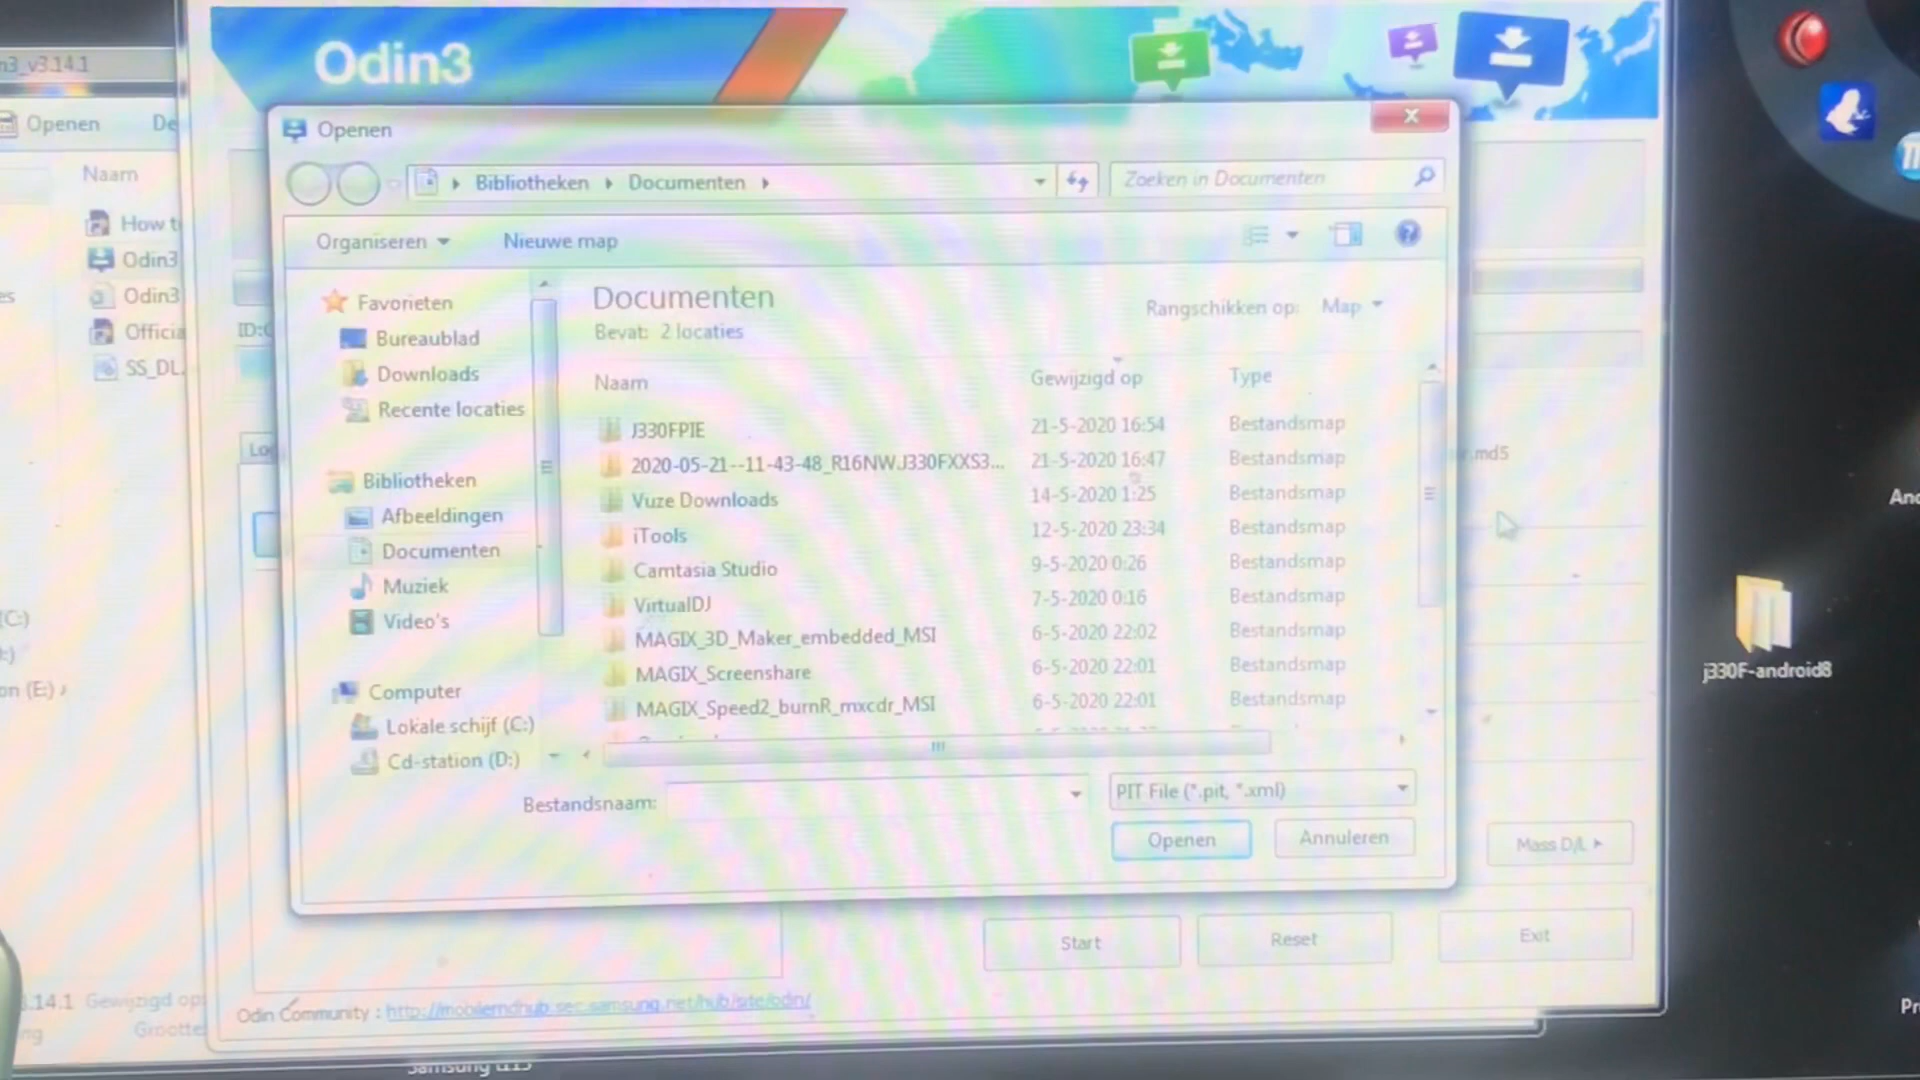 Odin3
n3_v3.14.1
Openen
De
Naam
How t
Odin3
Odin3
Officia
SS_DL.
es
(C:)
on (E:)
ID:C
Openen
Bibliotheken
Documenten
Zoeken in Documenten
Organiseren
Nieuwe map
Favorieten
Bureaublad
Downloads
Recente locaties
Bibliotheken
Afbeeldingen
Documenten
Muziek
Video's
Computer
Lokale schijf (C:)
Cd-station (D:)
Documenten
Bevat: 2 locaties
Rangschikken op: Map
Naam Gewijzigd op Type
J330FPIE 21-5-2020 16:54 Bestandsmap
2020-05-21--11-43-48_R16NW.J330FXXS3... 21-5-2020 16:47 Bestandsmap
Vuze Downloads 14-5-2020 1:25 Bestandsmap
iTools 12-5-2020 23:34 Bestandsmap
Camtasia Studio 9-5-2020 0:26 Bestandsmap
VirtualDJ 7-5-2020 0:16 Bestandsmap
MAGIX_3D_Maker_embedded_MSI 6-5-2020 22:02 Bestandsmap
MAGIX_Screenshare 6-5-2020 22:01 Bestandsmap
MAGIX_Speed2_burnR_mxcdr_MSI 6-5-2020 22:01 Bestandsmap
Bestandsnaam:
PIT File (*.pit, *.xml)
Openen
Annuleren
.md5
Mass D/L
Start
Reset
Exit
Odin Community : http://mobilerndhub.sec.samsung.net/hub/site/odin/
.14.1 Gewijzigd op:
ng Grootte
j330F-android8
And
Pr